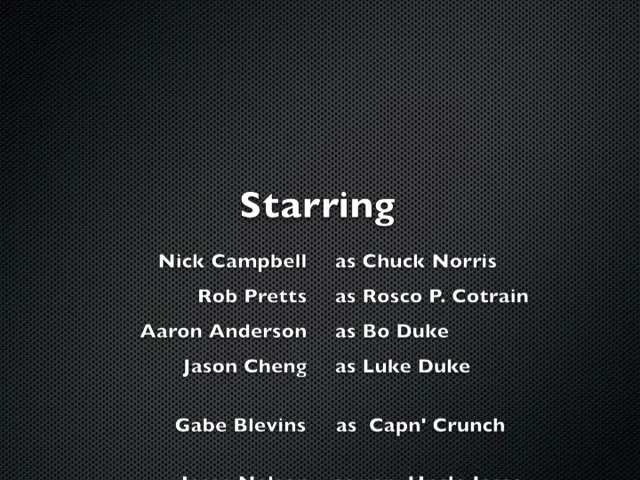 Starring
Nick Campbell as Chuck Norris
Rob Pretts as Rosco P. Cotrain
Aaron Anderson as Bo Duke
Jason Cheng as Luke Duke
Gabe Blevins as Capn' Crunch